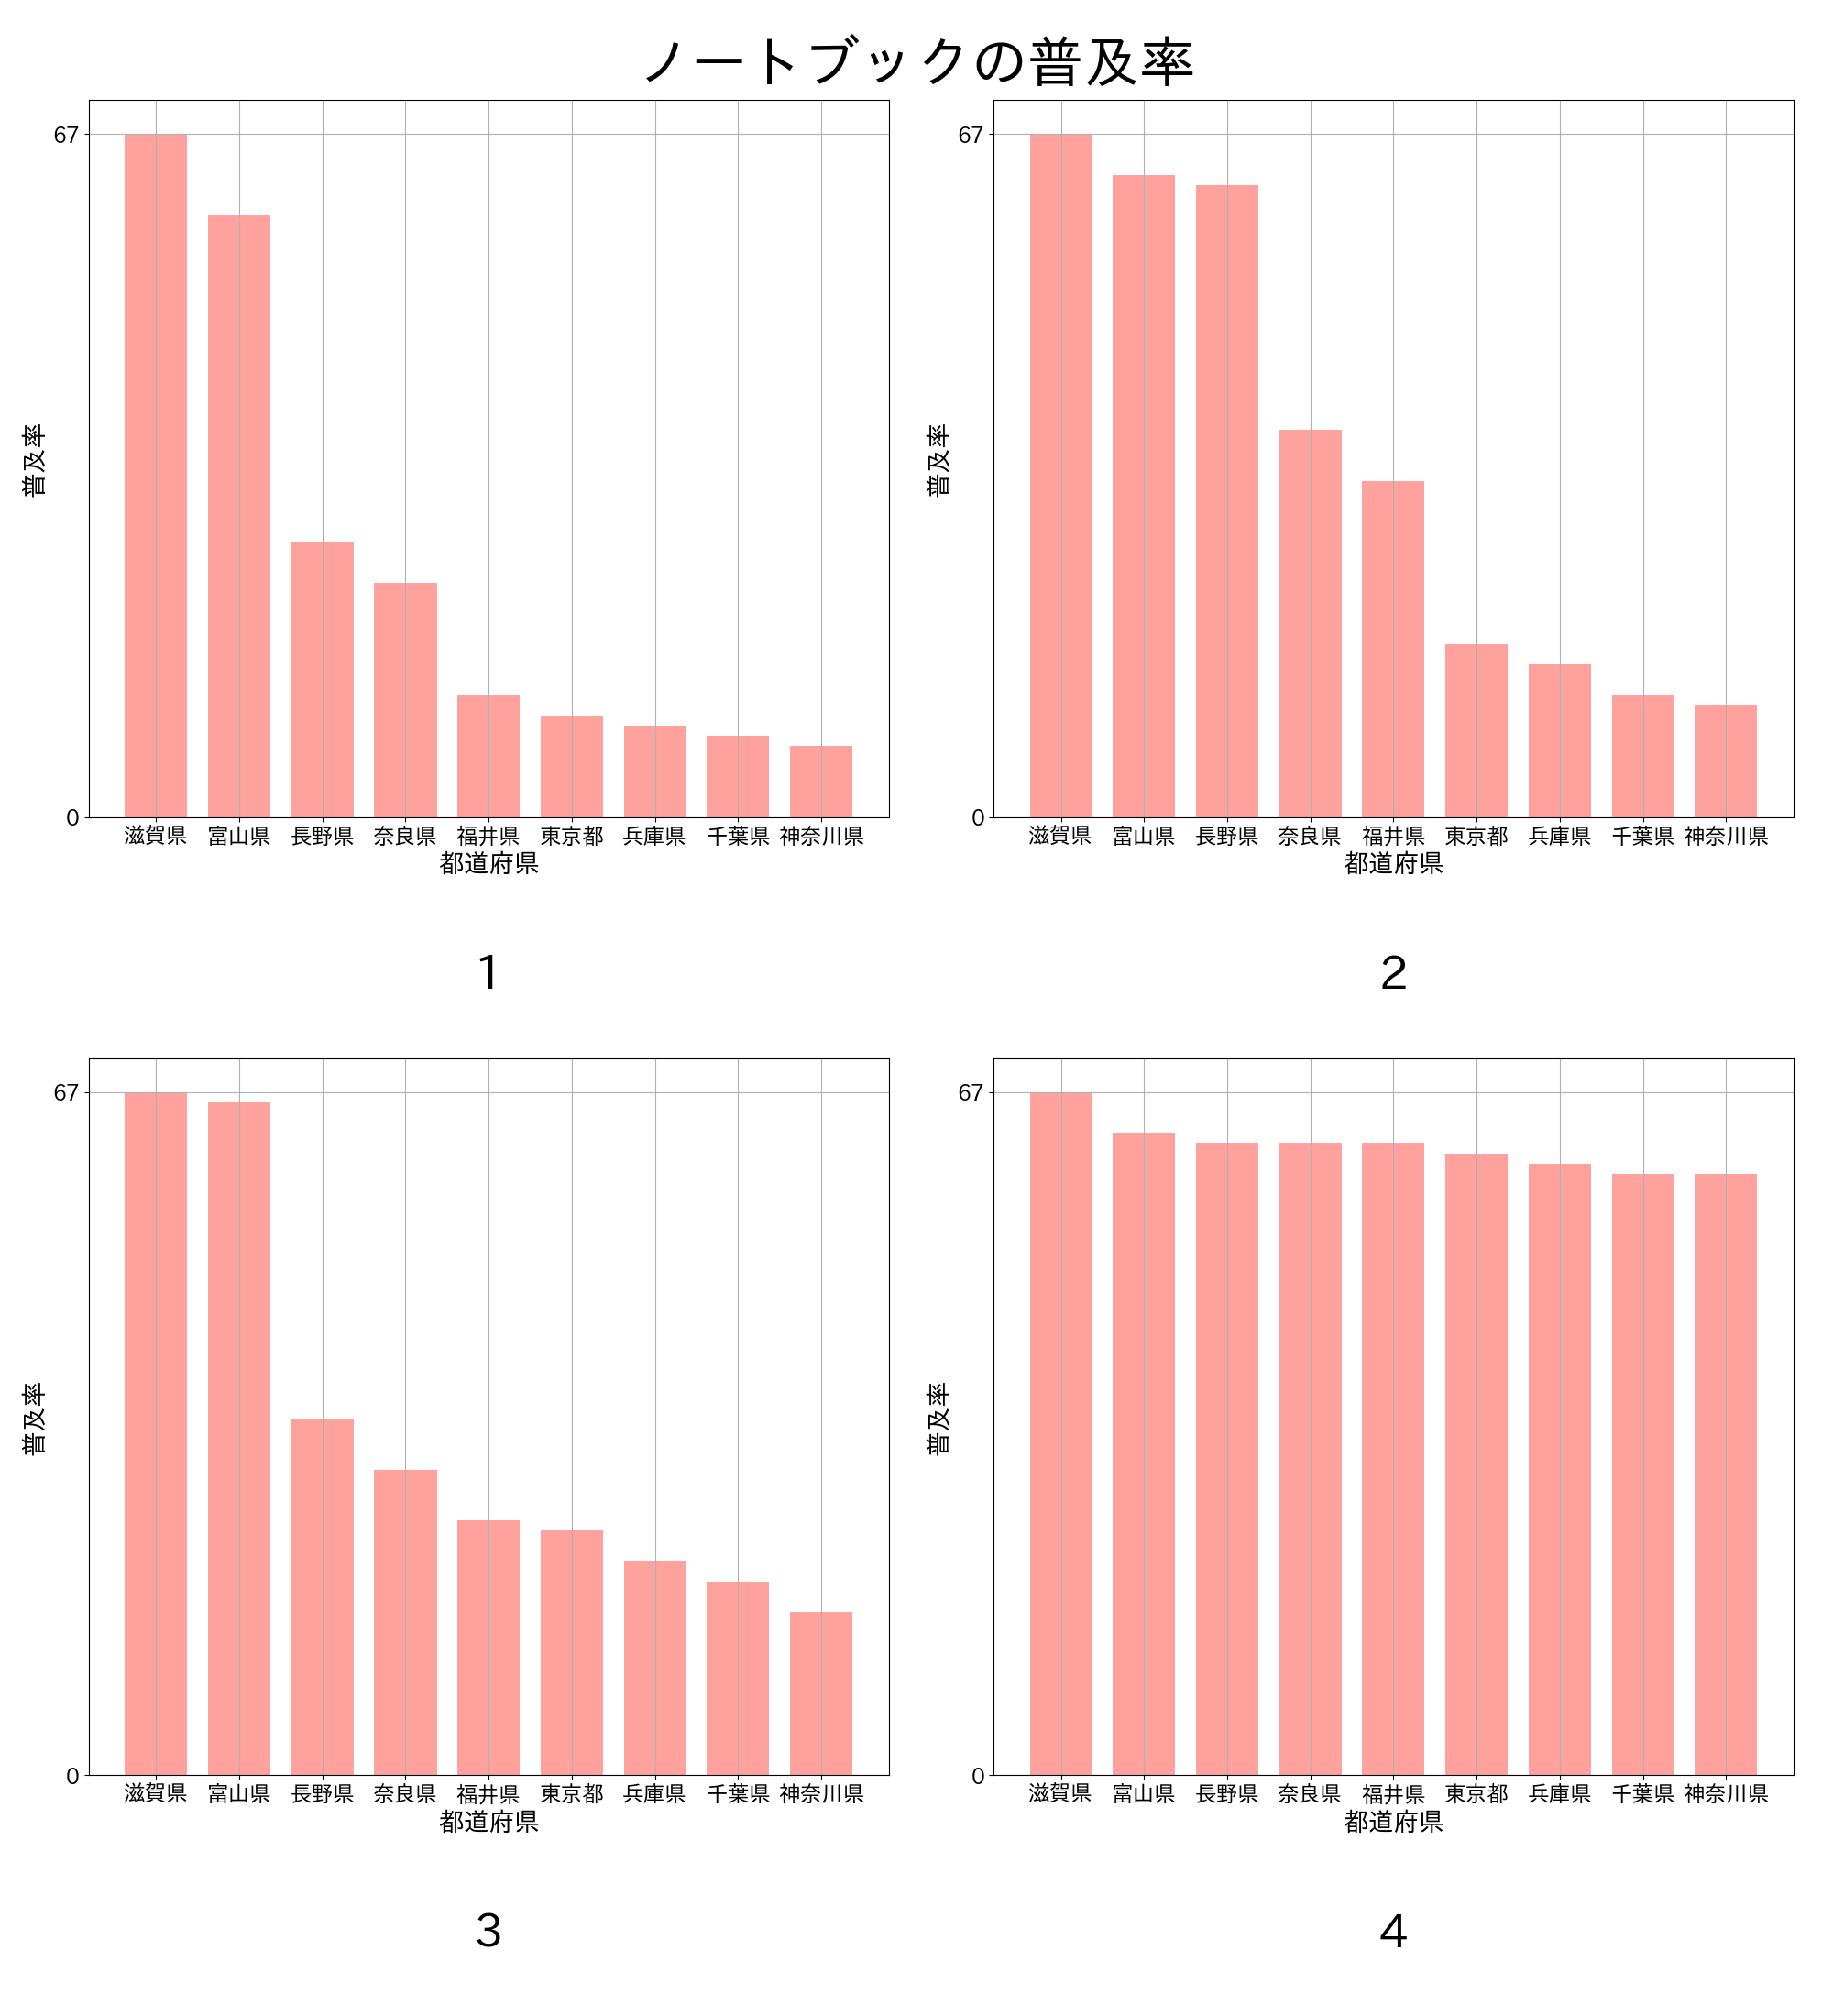 ノートブックの普及率
67
0
普及率
滋賀県 富山県 長野県 奈良県 福井県 東京都 兵庫県 千葉県 神奈川県
都道府県
1
67
0
普及率
滋賀県 富山県 長野県 奈良県 福井県 東京都 兵庫県 千葉県 神奈川県
都道府県
2
67
0
普及率
滋賀県 富山県 長野県 奈良県 福井県 東京都 兵庫県 千葉県 神奈川県
都道府県
3
67
0
普及率
滋賀県 富山県 長野県 奈良県 福井県 東京都 兵庫県 千葉県 神奈川県
都道府県
4